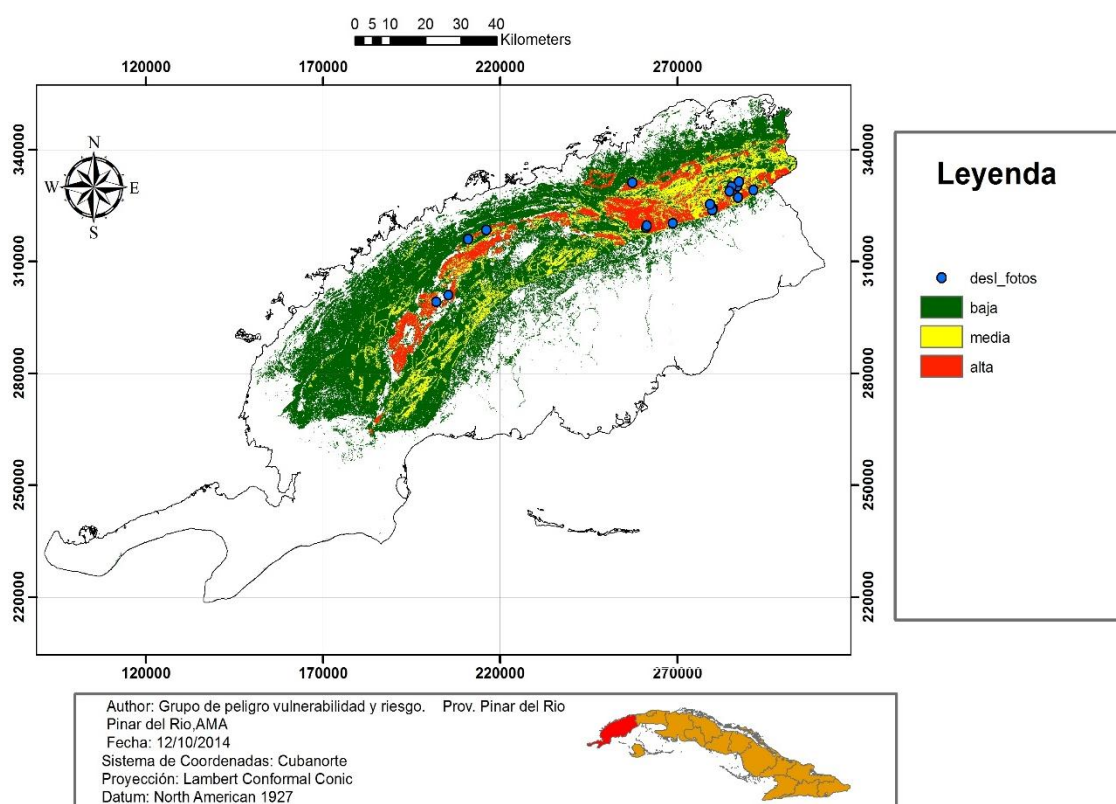 0 5 10 20 30 40
Kilometers
120000 170000 220000 270000
340000 340000
310000 310000
280000 280000
250000 250000
220000 220000
120000 170000 220000 270000
N
W E
S
Leyenda
desl_fotos
baja
media
alta
Author: Grupo de peligro vulnerabilidad y riesgo. Prov. Pinar del Rio
Pinar del Rio,AMA
Fecha: 12/10/2014
Sistema de Coordenadas: Cubanorte
Proyección: Lambert Conformal Conic
Datum: North American 1927